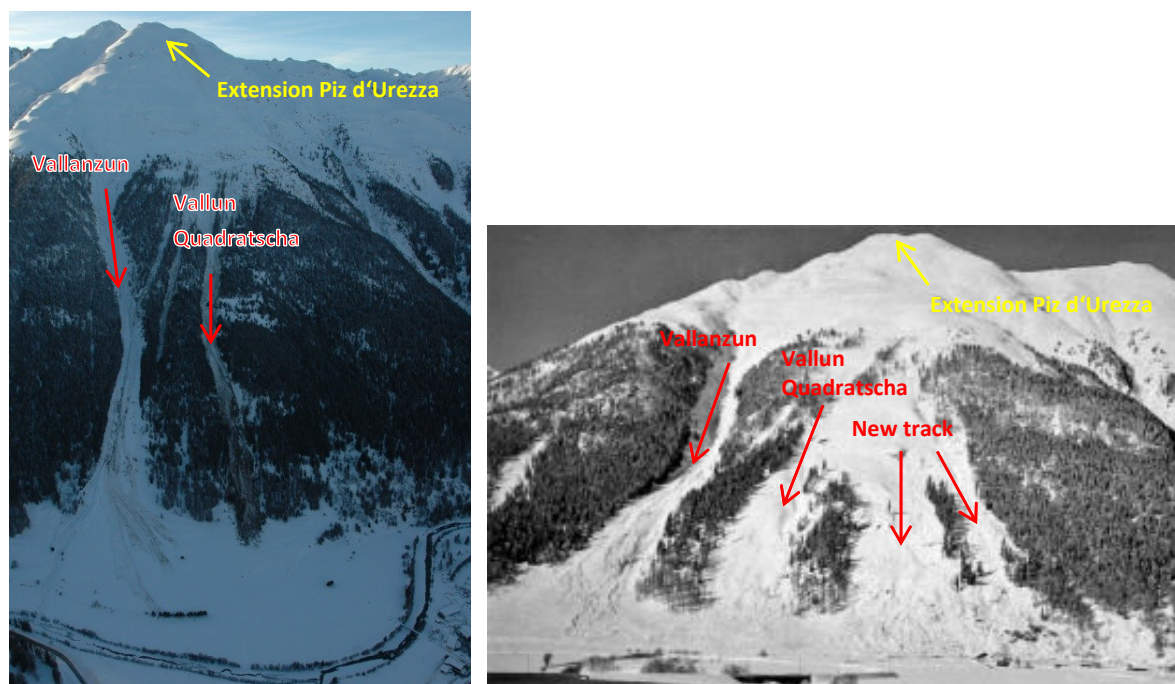 Extension Piz d‘Urezza
Vallanzun
Vallun
Quadratscha
Extension Piz d‘Urezza
Vallanzun
Vallun
Quadratscha
New track